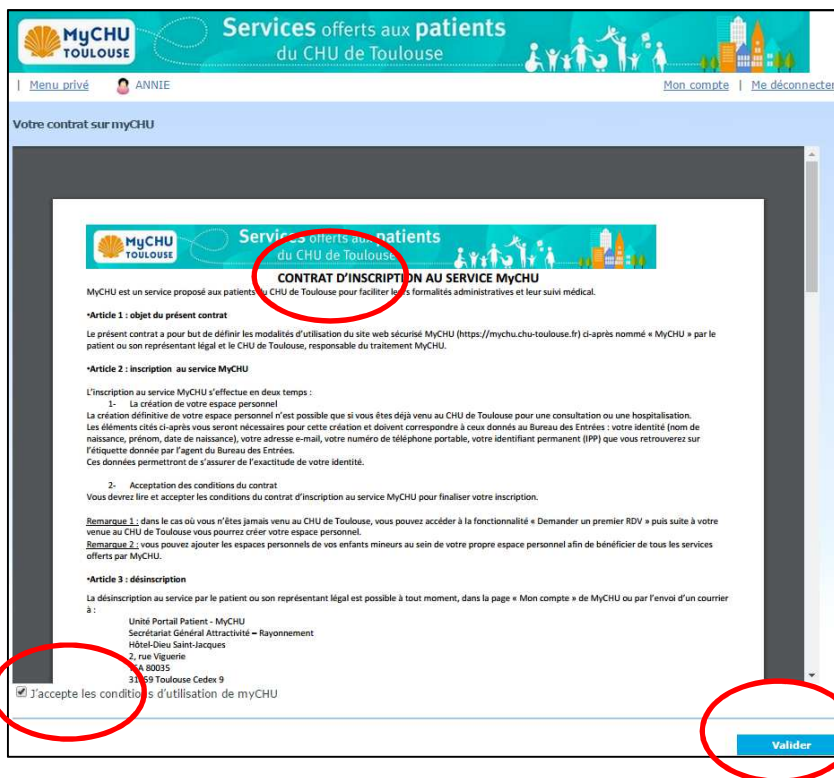 MyCHU
TOULOUSE
Services offerts aux patients
du CHU de Toulouse
| Menu privé ANNIE Mon compte | Me déconnecter
Votre contrat sur myCHU
MyCHU
TOULOUSE
Services offerts aux patients
du CHU de Toulouse
CONTRAT D'INSCRIPTION AU SERVICE MyCHU
MyCHU est un service proposé aux patients du CHU de Toulouse pour faciliter leurs formalités administratives et leur suivi médical.
•Article 1 : objet du présent contrat
Le présent contrat a pour but de définir les modalités d'utilisation du site web sécurisé MyCHU (https://mychu.chu-toulouse.fr) ci-après nommé « MyCHU » par le
patient ou son représentant légal et le CHU de Toulouse, responsable du traitement MyCHU.
•Article 2 : inscription au service MyCHU
L'inscription au service MyCHU s'effectue en deux temps :
1- La création de votre espace personnel
La création définitive de votre espace personnel n'est possible que si vous êtes déjà venu au CHU de Toulouse pour une consultation ou une hospitalisation.
Les éléments cités ci-après vous seront nécessaires pour cette création et doivent correspondre à ceux donnés au Bureau des Entrées : votre identité (nom de
naissance, prénom, date de naissance), votre adresse e-mail, votre numéro de téléphone portable, votre identifiant permanent (IPP) que vous retrouverez sur
l'étiquette donnée par l'agent du Bureau des Entrées.
Ces données permettront de s'assurer de l'exactitude de votre identité.
2- Acceptation des conditions du contrat
Vous devrez lire et accepter les conditions du contrat d'inscription au service MyCHU pour finaliser votre inscription.
Remarque 1 : dans le cas où vous n'êtes jamais venu au CHU de Toulouse, vous pouvez accéder à la fonctionnalité « Demander un premier RDV » puis suite à votre
venue au CHU de Toulouse vous pourrez créer votre espace personnel.
Remarque 2 : vous pouvez ajouter les espaces personnels de vos enfants mineurs au sein de votre propre espace personnel afin de bénéficier de tous les services
offerts par MyCHU.
•Article 3 : désinscription
La désinscription au service par le patient ou son représentant légal est possible à tout moment, dans la page « Mon compte » de MyCHU ou par l'envoi d'un courrier
à :
Unité Portail Patient - MyCHU
Secrétariat Général Attractivité – Rayonnement
Hôtel-Dieu Saint-Jacques
2, rue Viguerie
80035
Toulouse Cedex 9
J'accepte les conditions d'utilisation de myCHU
Valider